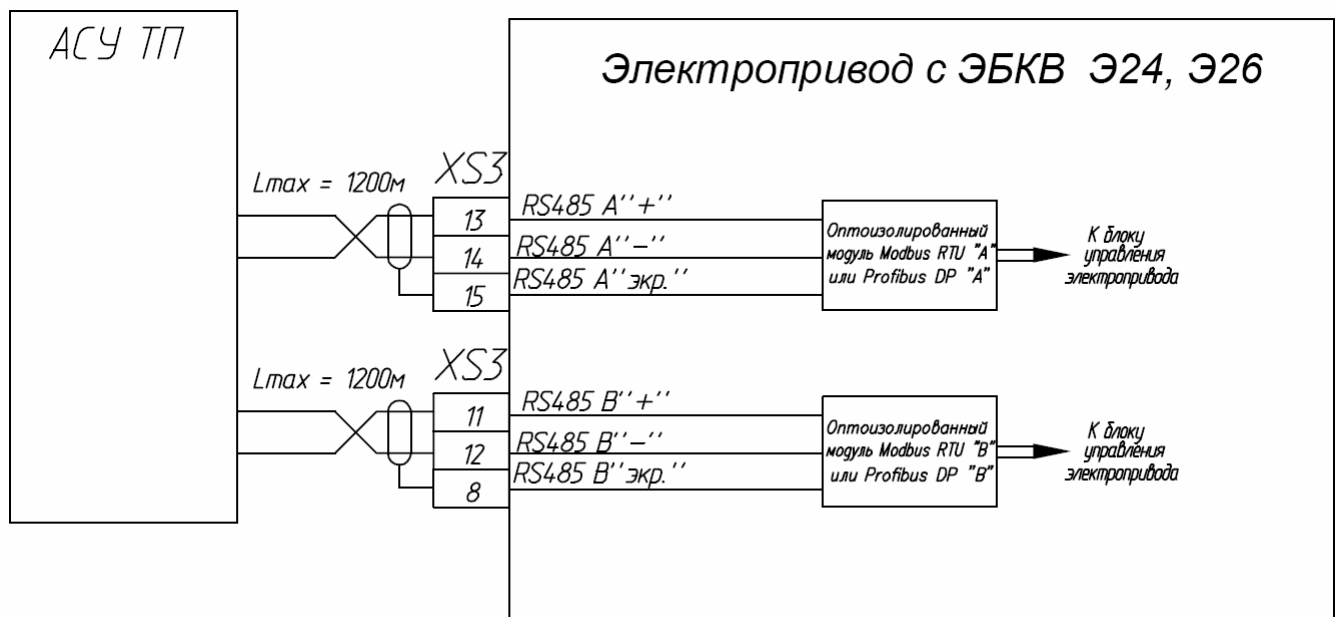 АСУ ТП
Электропривод с ЭБКВ Э24, Э26
Lmax = 1200м
XS3
13
RS485 A''+''
14
RS485 A''–''
15
RS485 A''экр.''
Оптоизолированный
модуль Modbus RTU "А"
или Profibus DP "А"
К блоку
управления
электропривода
Lmax = 1200м
XS3
11
RS485 B''+''
12
RS485 B''–''
8
RS485 B''экр.''
Оптоизолированный
модуль Modbus RTU "В"
или Profibus DP "В"
К блоку
управления
электропривода